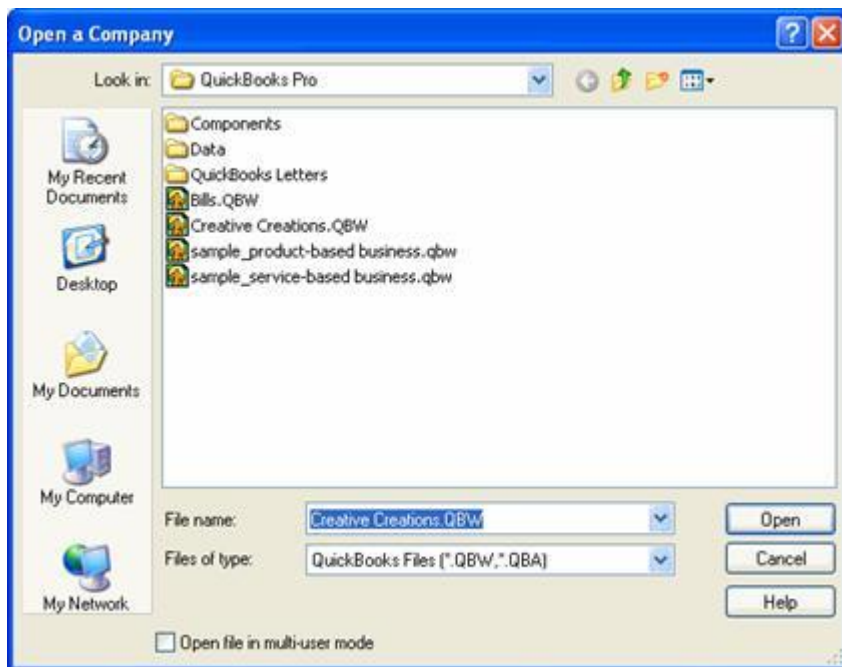 Open a Company
Look in: QuickBooks Pro
My Recent Documents
Desktop
My Documents
My Computer
My Network
Components
Data
QuickBooks Letters
Bills.QBW
Creative Creations.QBW
sample_product-based business.qbw
sample_service-based business.qbw
File name: Creative Creations.QBW
Open
Files of type: QuickBooks Files (*.QBW,*.QBA)
Cancel
Help
Open file in multi-user mode